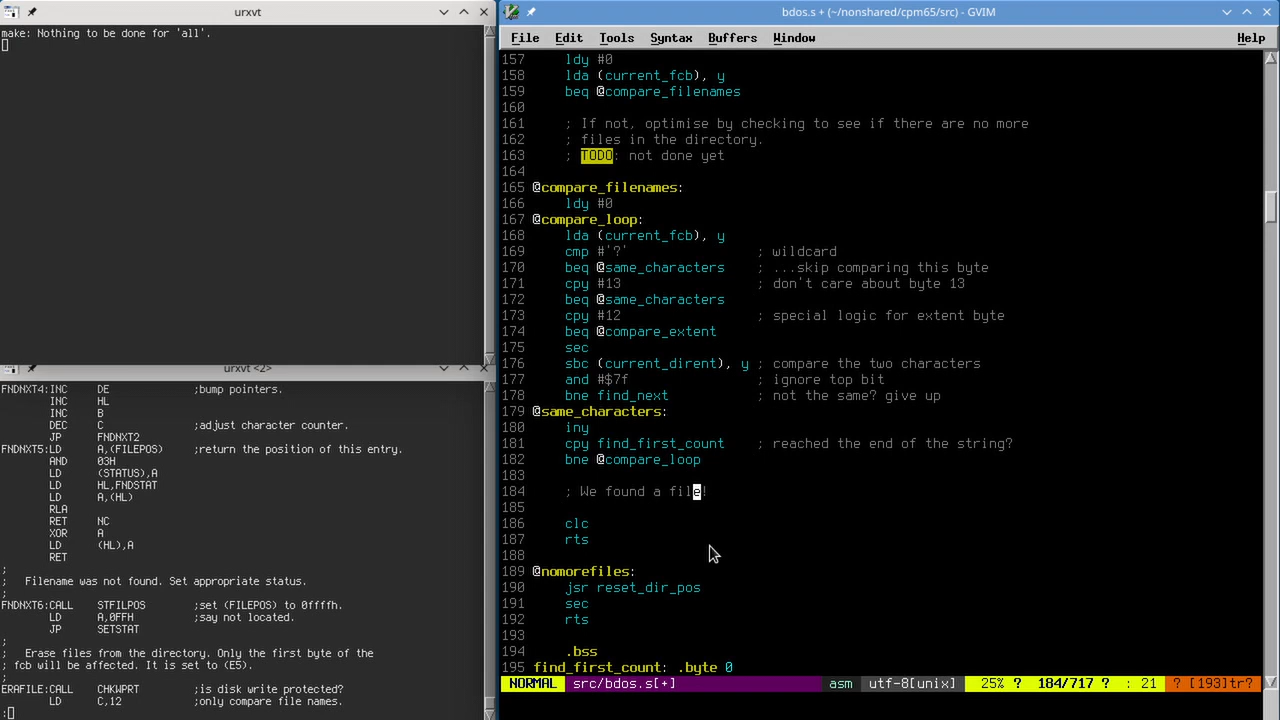 urxvt
make: Nothing to be done for 'all'.
urxvt <2>
FNDNXT4:INC     DE              ;bump pointers.
        INC     HL
        INC     B
        DEC     C               ;adjust character counter.
        JP      FNDNXT2
FNDNXT5:LD      A,(FILEPOS)     ;return the position of this entry.
        AND     03H
        LD      (STATUS),A
        LD      HL,FNDSTAT
        LD      A,(HL)
        RLA
        RET     NC
        XOR     A
        LD      (HL),A
        RET
;
;   Filename was not found. Set appropriate status.
;
FNDNXT6:CALL    STFILPOS        ;set (FILEPOS) to 0ffffh.
        LD      A,0FFH          ;say not located.
        JP      SETSTAT
;
;   Erase files from the directory. Only the first byte of the
; fcb will be affected. It is set to (E5).
;
ERAFILE:CALL    CHKWPRT         ;is disk write protected?
        LD      C,12            ;only compare file names.
:
bdos.s + (~/nonshared/cpm65/src) - GVIM
File Edit Tools Syntax Buffers Window Help
157     ldy #0
158     lda (current_fcb), y
159     beq @compare_filenames
160
161     ; If not, optimise by checking to see if there are no more
162     ; files in the directory.
163     ; TODO: not done yet
164
165 @compare_filenames:
166     ldy #0
167 @compare_loop:
168     lda (current_fcb), y
169     cmp #'?'                ; wildcard
170     beq @same_characters    ; ...skip comparing this byte
171     cpy #13                 ; don't care about byte 13
172     beq @same_characters
173     cpy #12                 ; special logic for extent byte
174     beq @compare_extent
175     sec
176     sbc (current_dirent), y ; compare the two characters
177     and #$7f                ; ignore top bit
178     bne find_next           ; not the same? give up
179 @same_characters:
180     iny
181     cpy find_first_count    ; reached the end of the string?
182     bne @compare_loop
183
184     ; We found a file!
185
186     clc
187     rts
188
189 @nomorefiles:
190     jsr reset_dir_pos
191     sec
192     rts
193
194     .bss
195 find_first_count: .byte 0
NORMAL src/bdos.s[+] asm utf-8[unix] 25% ? 184/717 ? : 21 ? [193]tr?